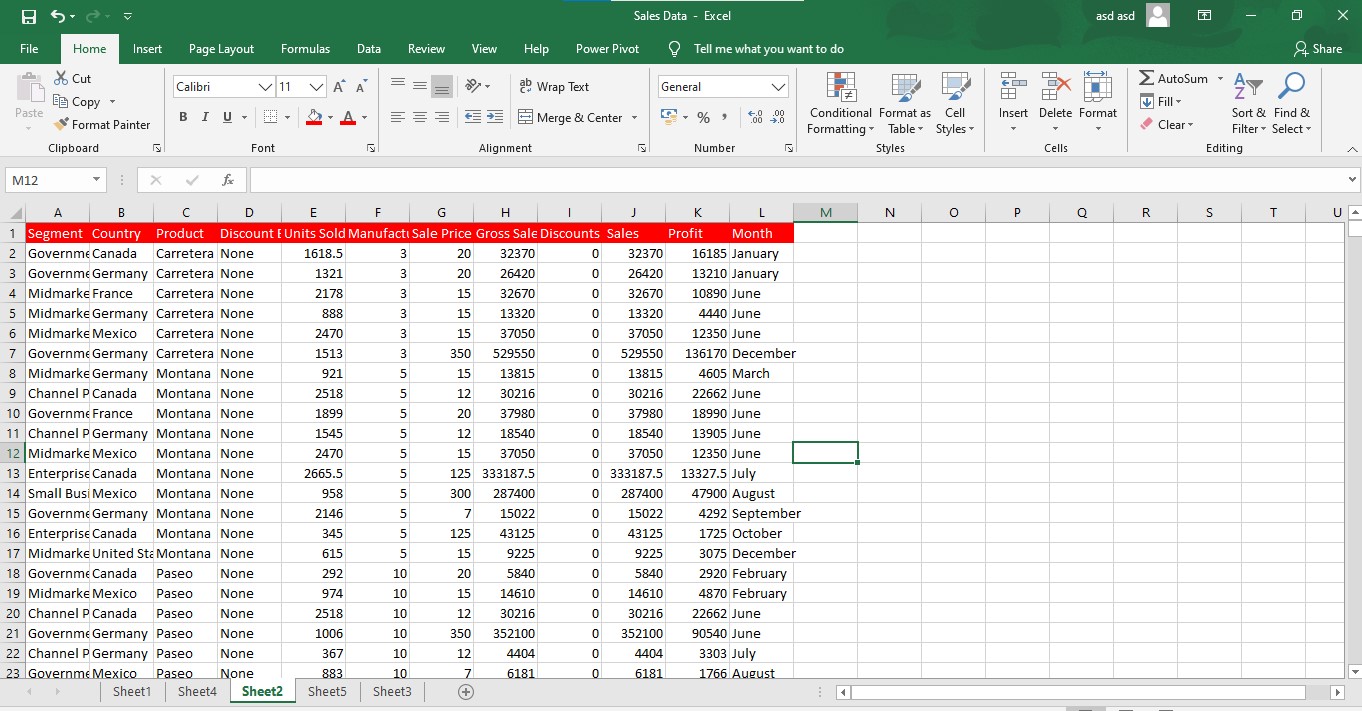 Sales Data - Excel
asd asd
File Home Insert Page Layout Formulas Data Review View Help Power Pivot Tell me what you want to do Share
Paste
Cut
Copy
Format Painter
Clipboard
Calibri 11 A A
B I U A
Font
ab Wrap Text
Merge & Center
Alignment
General
% ,
Number
Conditional Formatting
Format as Table
Cell Styles
Styles
Insert Delete Format
Cells
AutoSum
Fill
Clear
Sort & Filter
Find & Select
Editing
M12 fx
A B C D E F G H I J K L M N O P Q R S T U
1 Segment Country Product Discount E Units Sold Manufactu Sale Price Gross Sale Discounts Sales Profit Month
2 Governme Canada Carretera None 1618.5 3 20 32370 0 32370 16185 January
3 Governme Germany Carretera None 1321 3 20 26420 0 26420 13210 January
4 Midmarke France Carretera None 2178 3 15 32670 0 32670 10890 June
5 Midmarke Germany Carretera None 888 3 15 13320 0 13320 4440 June
6 Midmarke Mexico Carretera None 2470 3 15 37050 0 37050 12350 June
7 Governme Germany Carretera None 1513 3 350 529550 0 529550 136170 December
8 Midmarke Germany Montana None 921 5 15 13815 0 13815 4605 March
9 Channel P Canada Montana None 2518 5 12 30216 0 30216 22662 June
10 Governme France Montana None 1899 5 20 37980 0 37980 18990 June
11 Channel P Germany Montana None 1545 5 12 18540 0 18540 13905 June
12 Midmarke Mexico Montana None 2470 5 15 37050 0 37050 12350 June
13 Enterprise Canada Montana None 2665.5 5 125 333187.5 0 333187.5 13327.5 July
14 Small Busi Mexico Montana None 958 5 300 287400 0 287400 47900 August
15 Governme Germany Montana None 2146 5 7 15022 0 15022 4292 September
16 Enterprise Canada Montana None 345 5 125 43125 0 43125 1725 October
17 Midmarke United Sta Montana None 615 5 15 9225 0 9225 3075 December
18 Governme Canada Paseo None 292 10 20 5840 0 5840 2920 February
19 Midmarke Mexico Paseo None 974 10 15 14610 0 14610 4870 February
20 Channel P Canada Paseo None 2518 10 12 30216 0 30216 22662 June
21 Governme Germany Paseo None 1006 10 350 352100 0 352100 90540 June
22 Channel P Germany Paseo None 367 10 12 4404 0 4404 3303 July
23 Governme Mexico Paseo None 883 10 7 6181 0 6181 1766 August
Sheet1 Sheet4 Sheet2 Sheet5 Sheet3